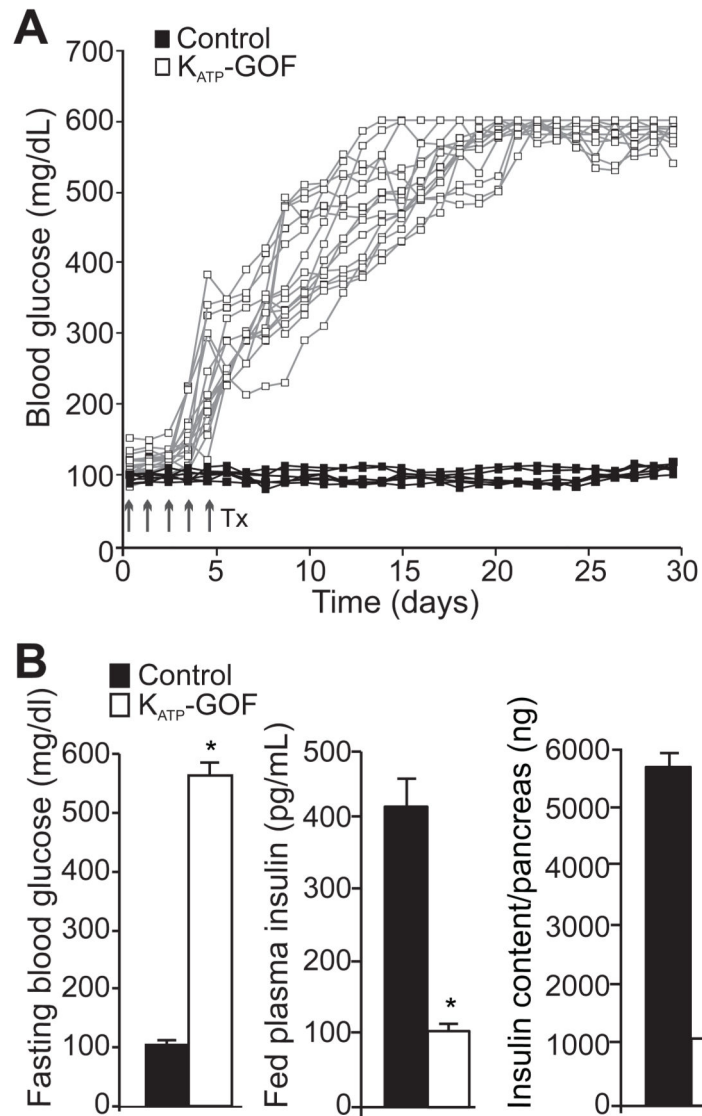 A
Control
K_ATP-GOF
Blood glucose (mg/dL)
700
600
500
400
300
200
100
0
Tx
0 5 10 15 20 25 30
Time (days)
B
Control
K_ATP-GOF
Fasting blood glucose (mg/dl)
600
500
400
300
200
100
0
*
Fed plasma insulin (pg/mL)
500
400
300
200
100
0
*
Insulin content/pancreas (ng)
6000
5000
4000
3000
2000
1000
0